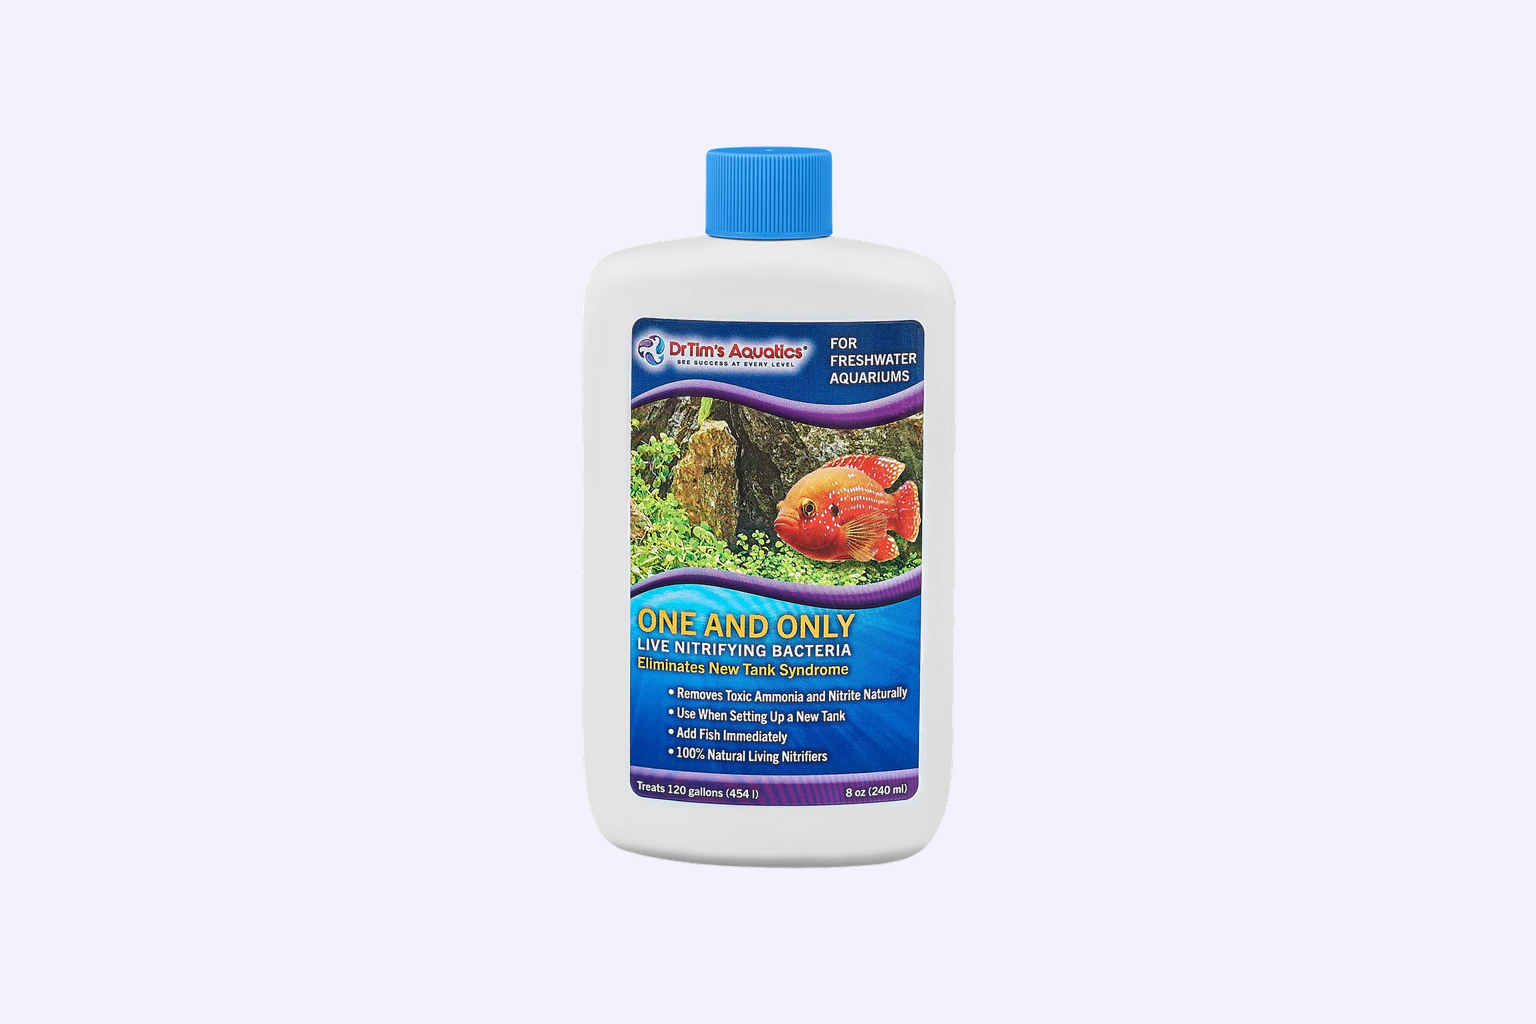 DrTim's Aquatics®
SEE SUCCESS AT EVERY LEVEL
FOR
FRESHWATER
AQUARIUMS
ONE AND ONLY
LIVE NITRIFYING BACTERIA
Eliminates New Tank Syndrome
• Removes Toxic Ammonia and Nitrite Naturally
• Use When Setting Up a New Tank
• Add Fish Immediately
• 100% Natural Living Nitrifiers
Treats 120 gallons (454 l)
8 oz (240 ml)